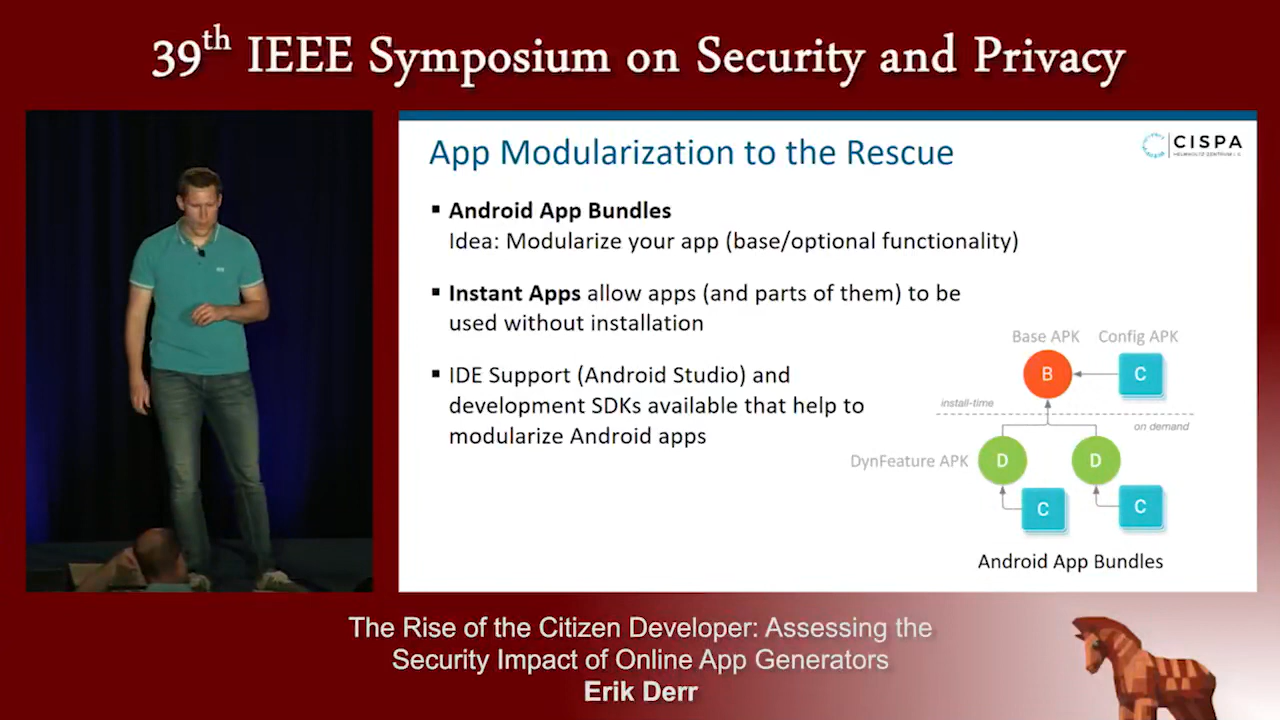 39th IEEE Symposium on Security and Privacy
App Modularization to the Rescue
CISPA
HELMHOLTZ-ZENTRUM i.G.
▪ Android App Bundles
Idea: Modularize your app (base/optional functionality)
▪ Instant Apps allow apps (and parts of them) to be
used without installation
▪ IDE Support (Android Studio) and
development SDKs available that help to
modularize Android apps
Base APK Config APK
B C
install-time
on demand
DynFeature APK D D
C C
Android App Bundles
The Rise of the Citizen Developer: Assessing the
Security Impact of Online App Generators
Erik Derr